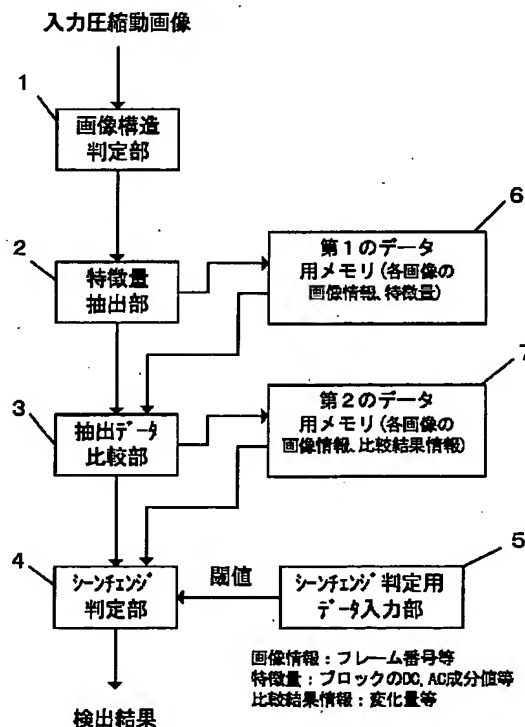 入力圧縮動画像
1
画像構造
判定部
6
2
特徴量
抽出部
第1のデータ
用メモリ(各画像の
画像情報、特徴量)
7
3
抽出データ
比較部
第2のデータ
用メモリ(各画像の
画像情報、比較結果情報)
4
シーンチェンジ
判定部
閾値
5
シーンチェンジ判定用
データ入力部
画像情報:フレーム番号等
特徴量:ブロックのDC, AC成分値等
比較結果情報:変化量等
検出結果